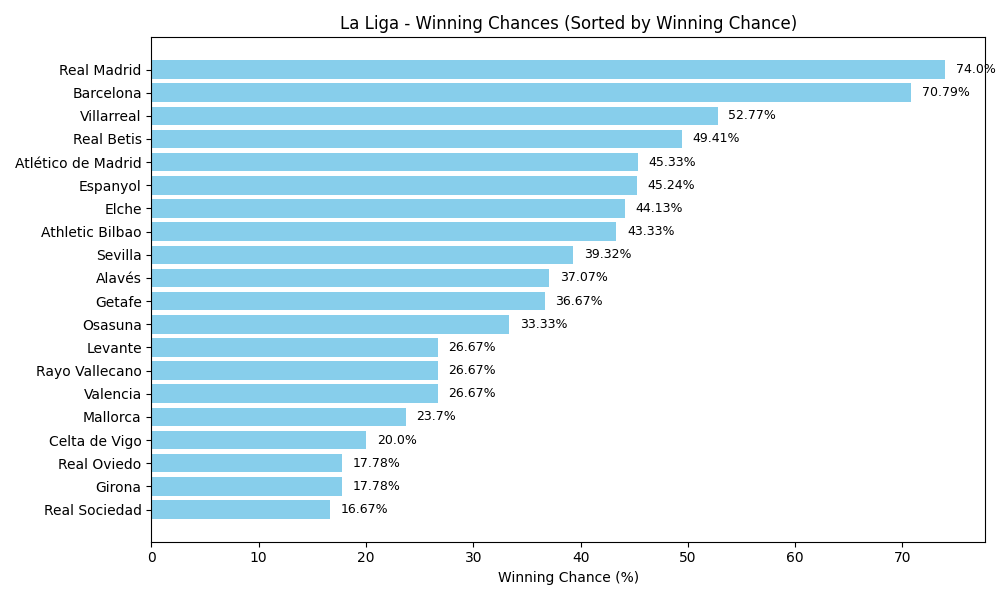 La Liga - Winning Chances (Sorted by Winning Chance)
Real Madrid 74.0%
Barcelona 70.79%
Villarreal 52.77%
Real Betis 49.41%
Atlético de Madrid 45.33%
Espanyol 45.24%
Elche 44.13%
Athletic Bilbao 43.33%
Sevilla 39.32%
Alavés 37.07%
Getafe 36.67%
Osasuna 33.33%
Levante 26.67%
Rayo Vallecano 26.67%
Valencia 26.67%
Mallorca 23.7%
Celta de Vigo 20.0%
Real Oviedo 17.78%
Girona 17.78%
Real Sociedad 16.67%
0 10 20 30 40 50 60 70
Winning Chance (%)